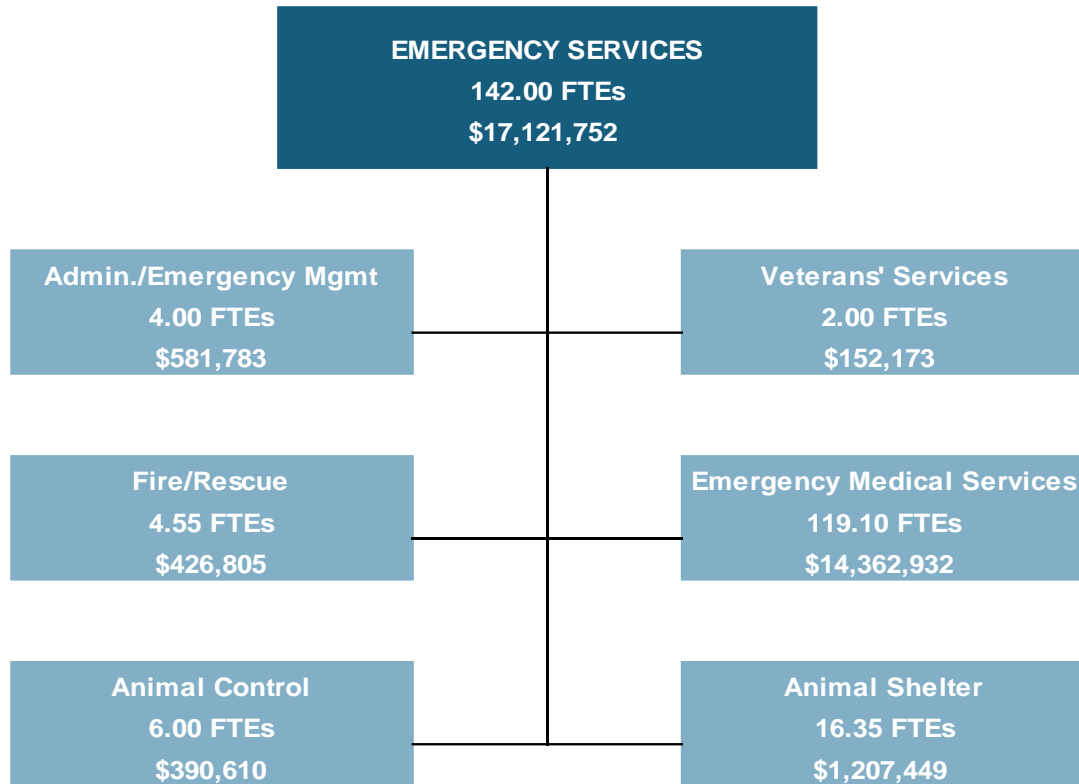 EMERGENCY SERVICES
142.00 FTEs
$17,121,752
Admin./Emergency Mgmt
4.00 FTEs
$581,783
Veterans' Services
2.00 FTEs
$152,173
Fire/Rescue
4.55 FTEs
$426,805
Emergency Medical Services
119.10 FTEs
$14,362,932
Animal Control
6.00 FTEs
$390,610
Animal Shelter
16.35 FTEs
$1,207,449